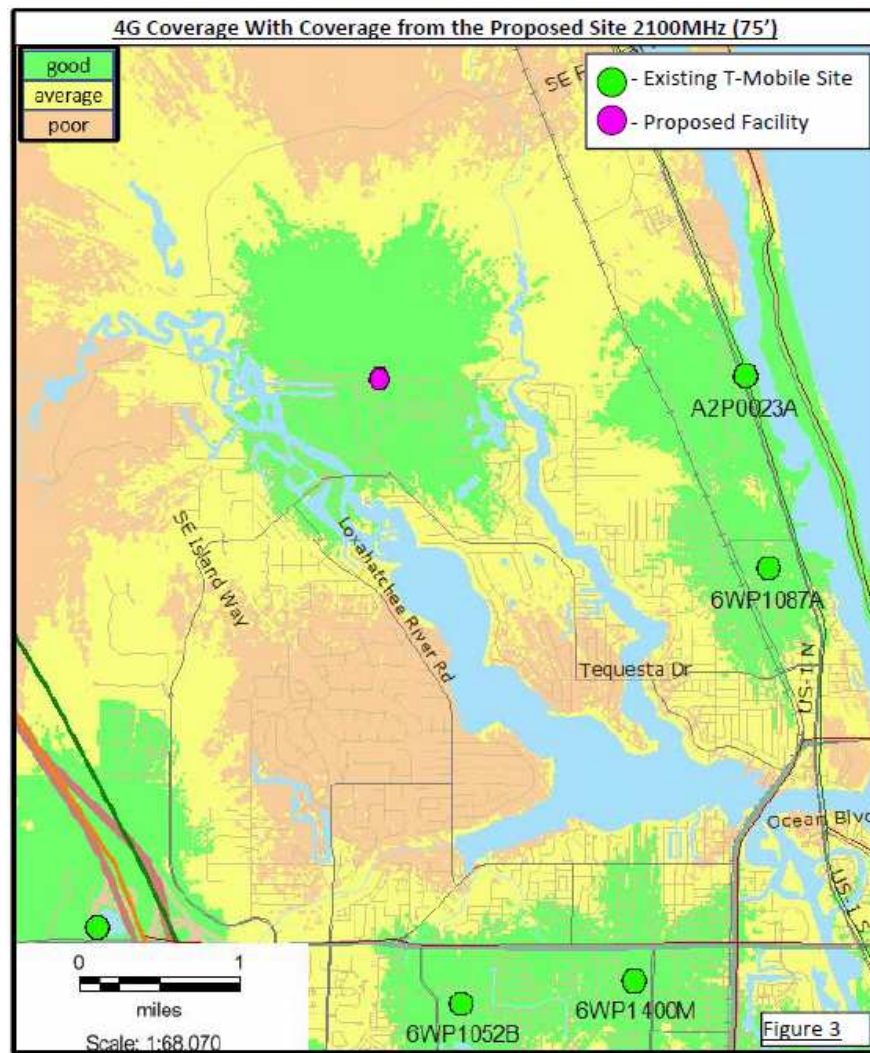 4G Coverage With Coverage from the Proposed Site 2100MHz (75')
good
average
poor
- Existing T-Mobile Site
- Proposed Facility
SE
A2P0023A
SE Island Way
Loxahatchee River Rd
6WP1087A
Tequesta Dr
US-1 N
Ocean Blvd
US-1 S
0 1
miles
Scale: 1:68,070
6WP1052B
6WP1400M
Figure 3